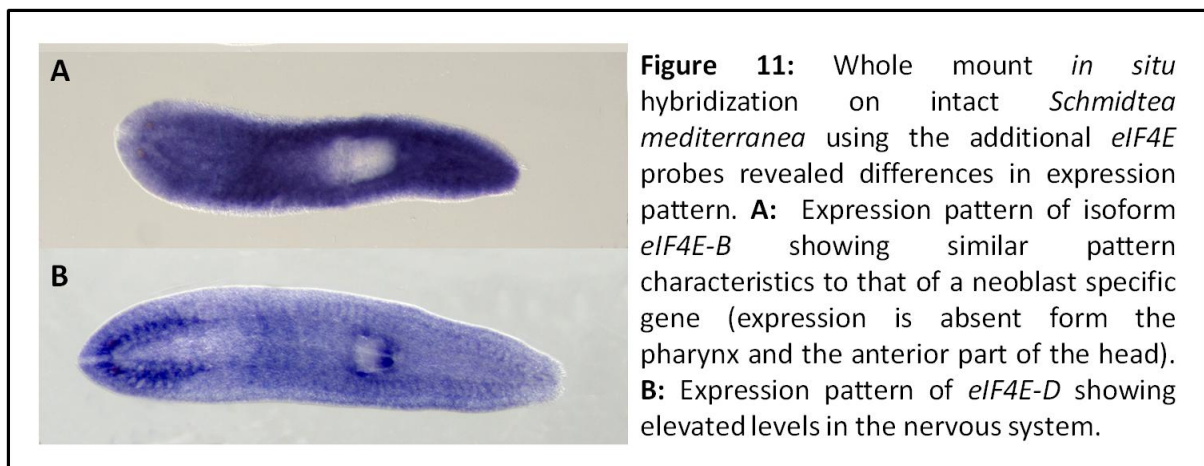 A
B
Figure 11: Whole mount in situ
hybridization on intact Schmidtea
mediterranea using the additional eIF4E
probes revealed differences in expression
pattern. A: Expression pattern of isoform
eIF4E-B showing similar pattern
characteristics to that of a neoblast specific
gene (expression is absent form the
pharynx and the anterior part of the head).
B: Expression pattern of eIF4E-D showing
elevated levels in the nervous system.